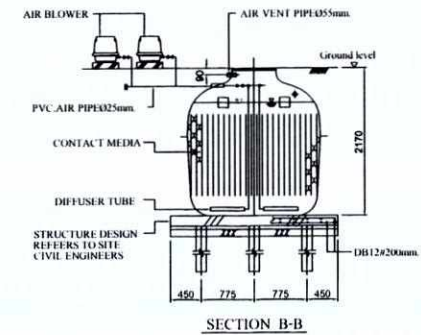 AIR BLOWER
AIR VENT PIPEØ55mm.
Ground level
90
PVC.AIR PIPEØ25mm.
CONTACT MEDIA
2170
DIFFUSER TUBE
STRUCTURE DESIGN
REFEERS TO SITE
CIVIL ENGINEERS
DB12#200mm.
450
775
775
450
SECTION B-B